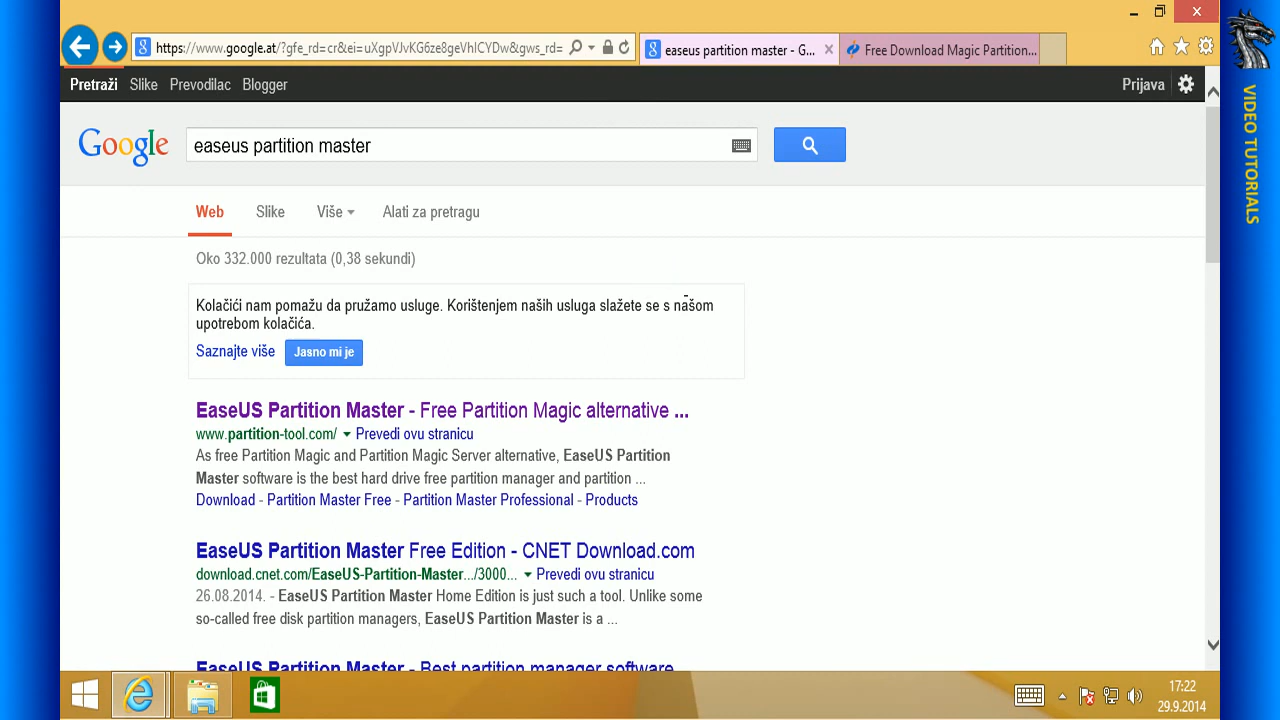 https://www.google.at/?gfe_rd=cr&ei=uXgpVJvKG6ze8geVhICYDw&gws_rd=
easeus partition master - G...
Free Download Magic Partition...
Pretraži Slike Prevodilac Blogger Prijava
Google easeus partition master
Web Slike Više Alati za pretragu
Oko 332.000 rezultata (0,38 sekundi)
Kolačići nam pomažu da pružamo usluge. Korištenjem naših usluga slažete se s našom
upotrebom kolačića.
Saznajte više Jasno mi je
EaseUS Partition Master - Free Partition Magic alternative ...
www.partition-tool.com/ Prevedi ovu stranicu
As free Partition Magic and Partition Magic Server alternative, EaseUS Partition
Master software is the best hard drive free partition manager and partition ...
Download - Partition Master Free - Partition Master Professional - Products
EaseUS Partition Master Free Edition - CNET Download.com
download.cnet.com/EaseUS-Partition-Master.../3000... Prevedi ovu stranicu
26.08.2014. - EaseUS Partition Master Home Edition is just such a tool. Unlike some
so-called free disk partition managers, EaseUS Partition Master is a ...
EaseUS Partition Master - Best partition manager software
17:22
29.9.2014
VIDEO TUTORIALS